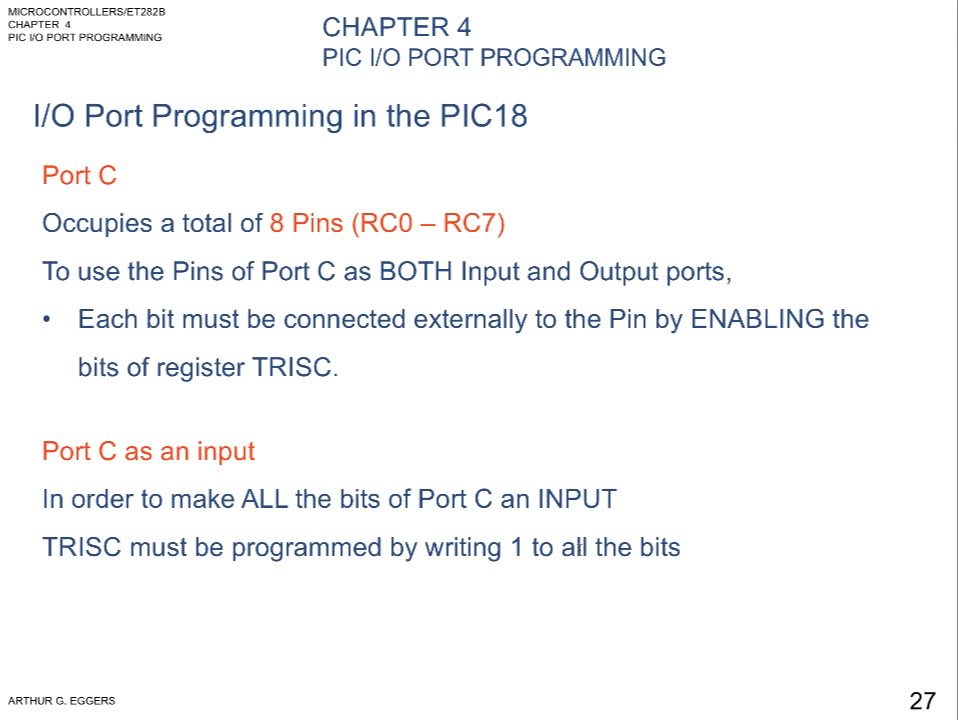 MICROCONTROLLERS/ET282B
CHAPTER 4
PIC I/O PORT PROGRAMMING
CHAPTER 4
PIC I/O PORT PROGRAMMING
I/O Port Programming in the PIC18
Port C
Occupies a total of 8 Pins (RC0 – RC7)
To use the Pins of Port C as BOTH Input and Output ports,
• Each bit must be connected externally to the Pin by ENABLING the
bits of register TRISC.
Port C as an input
In order to make ALL the bits of Port C an INPUT
TRISC must be programmed by writing 1 to all the bits
ARTHUR G. EGGERS
27